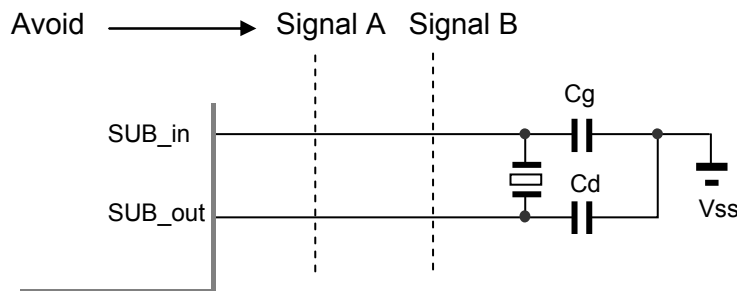 Avoid Signal A Signal B
Cg
SUB_in
Cd
SUB_out
Vss